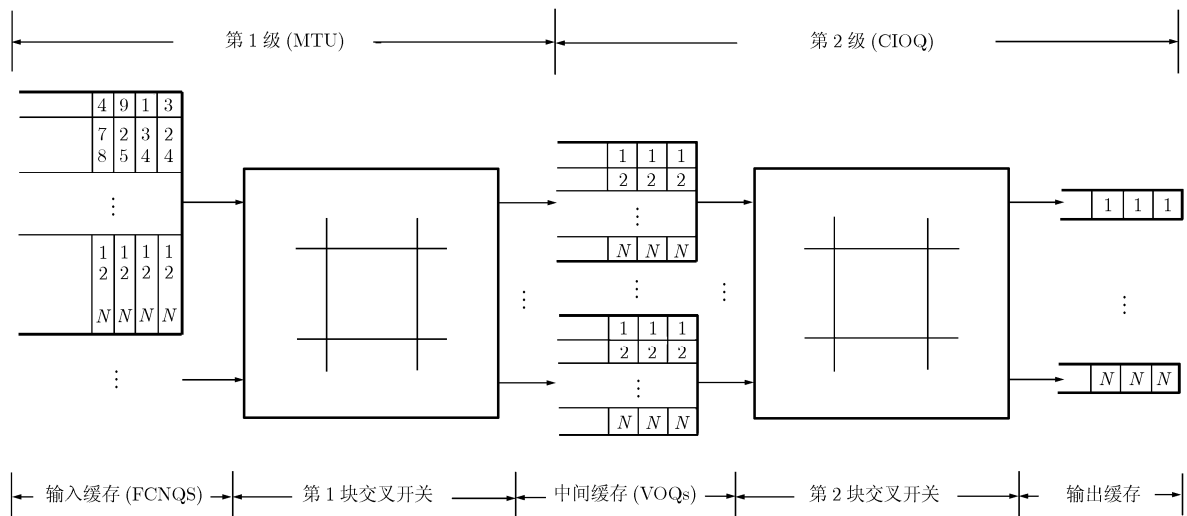 第 1 级 (MTU)
第 2 级 (CIOQ)
4 9 1 3
7 2 3 2
8 5 4 4
⋮
1 1 1 1
2 2 2 2
N N N N
⋮
⋮
1 1 1
2 2 2
⋮
N N N
⋮
1 1 1
2 2 2
⋮
N N N
⋮
1 1 1
⋮
N N N
输入缓存 (FCNQS)
第 1 块交叉开关
中间缓存 (VOQs)
第 2 块交叉开关
输出缓存